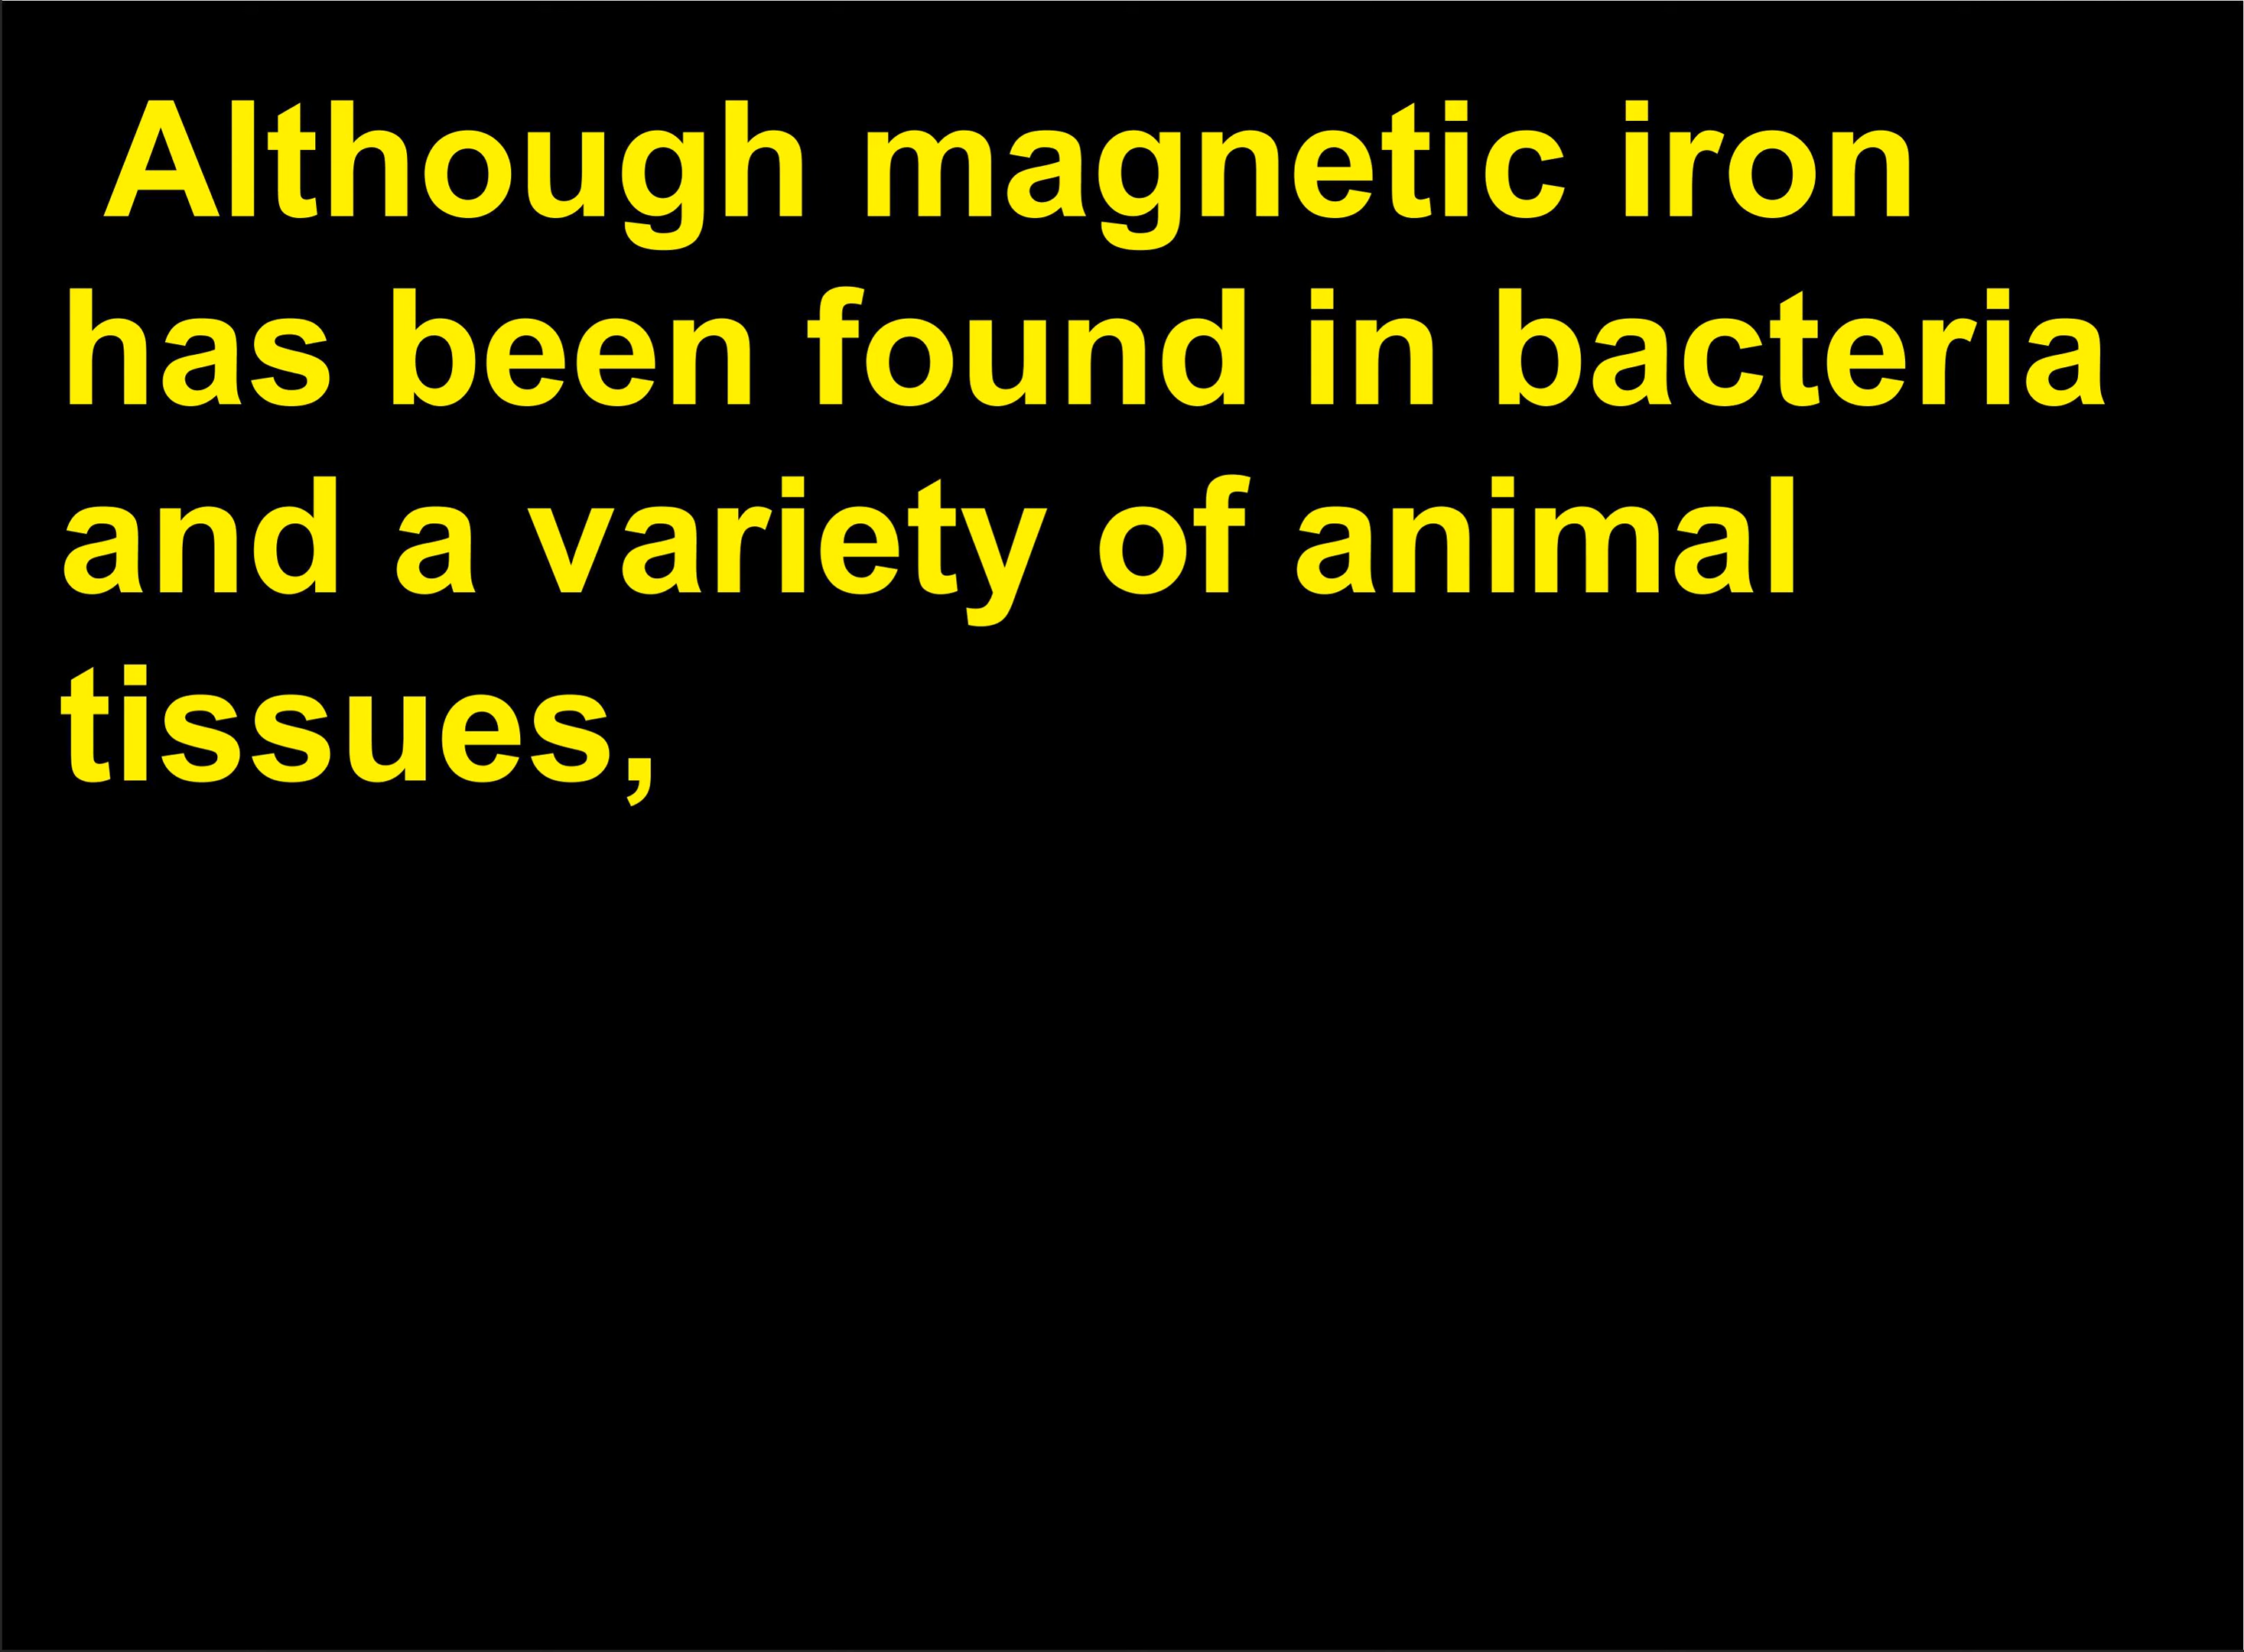 Although magnetic iron
has been found in bacteria
and a variety of animal
tissues,